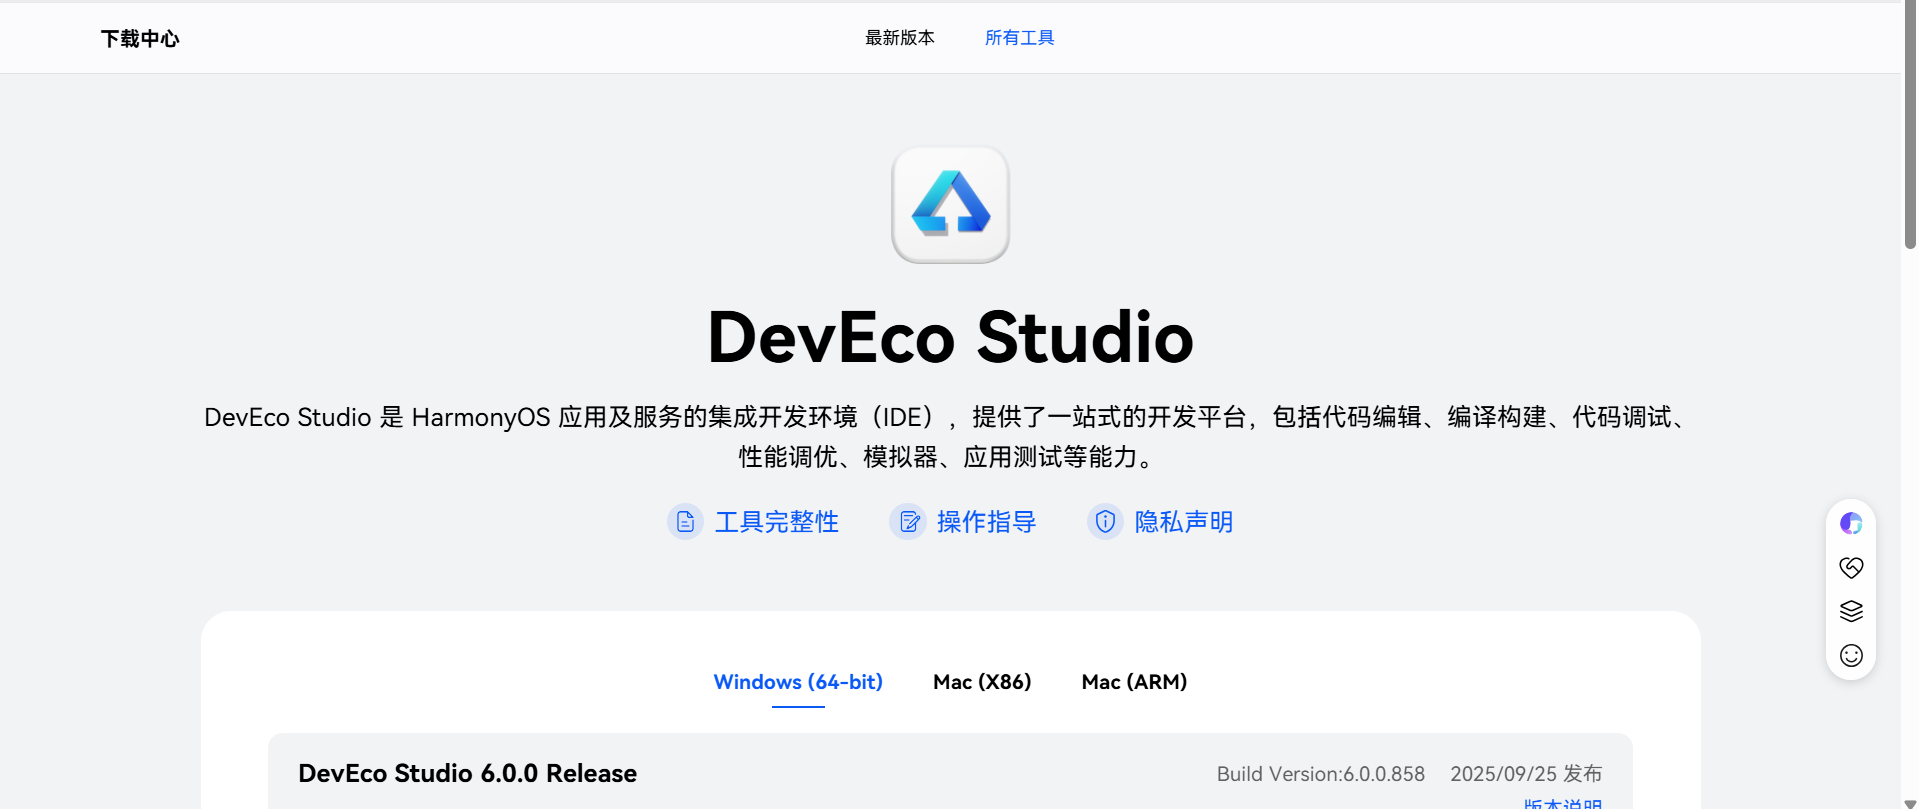 下载中心
最新版本
所有工具
DevEco Studio
DevEco Studio 是 HarmonyOS 应用及服务的集成开发环境（IDE），提供了一站式的开发平台，包括代码编辑、编译构建、代码调试、
性能调优、模拟器、应用测试等能力。
工具完整性
操作指导
隐私声明
Windows (64-bit)
Mac (X86)
Mac (ARM)
DevEco Studio 6.0.0 Release
Build Version:6.0.0.858
2025/09/25 发布
版本说明